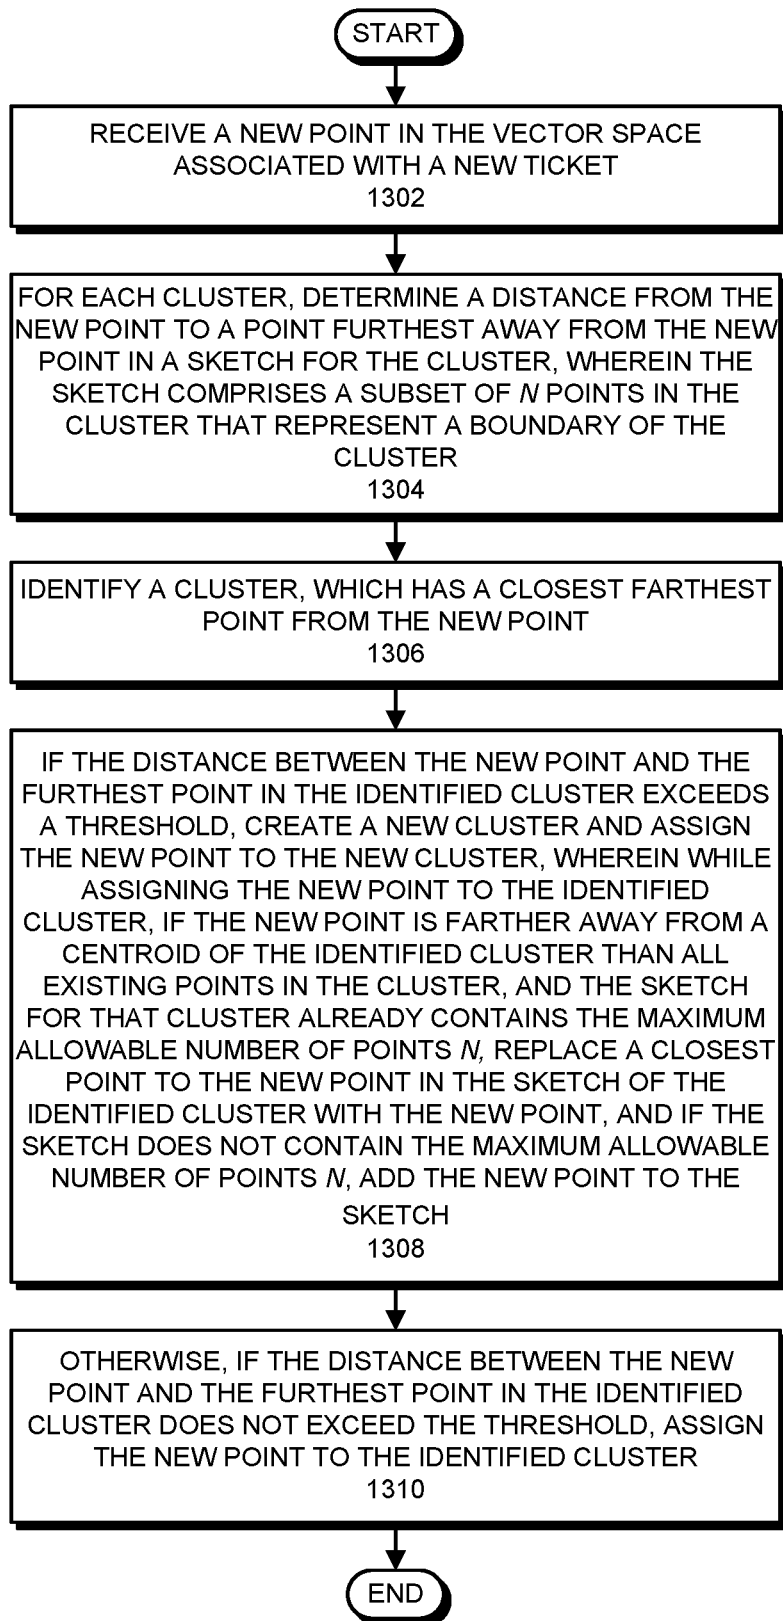 START
RECEIVE A NEW POINT IN THE VECTOR SPACE
ASSOCIATED WITH A NEW TICKET
1302
FOR EACH CLUSTER, DETERMINE A DISTANCE FROM THE
NEW POINT TO A POINT FURTHEST AWAY FROM THE NEW
POINT IN A SKETCH FOR THE CLUSTER, WHEREIN THE
SKETCH COMPRISES A SUBSET OF N POINTS IN THE
CLUSTER THAT REPRESENT A BOUNDARY OF THE
CLUSTER
1304
IDENTIFY A CLUSTER, WHICH HAS A CLOSEST FARTHEST
POINT FROM THE NEW POINT
1306
IF THE DISTANCE BETWEEN THE NEW POINT AND THE
FURTHEST POINT IN THE IDENTIFIED CLUSTER EXCEEDS
A THRESHOLD, CREATE A NEW CLUSTER AND ASSIGN
THE NEW POINT TO THE NEW CLUSTER, WHEREIN WHILE
ASSIGNING THE NEW POINT TO THE IDENTIFIED
CLUSTER, IF THE NEW POINT IS FARTHER AWAY FROM A
CENTROID OF THE IDENTIFIED CLUSTER THAN ALL
EXISTING POINTS IN THE CLUSTER, AND THE SKETCH
FOR THAT CLUSTER ALREADY CONTAINS THE MAXIMUM
ALLOWABLE NUMBER OF POINTS N, REPLACE A CLOSEST
POINT TO THE NEW POINT IN THE SKETCH OF THE
IDENTIFIED CLUSTER WITH THE NEW POINT, AND IF THE
SKETCH DOES NOT CONTAIN THE MAXIMUM ALLOWABLE
NUMBER OF POINTS N, ADD THE NEW POINT TO THE
SKETCH
1308
OTHERWISE, IF THE DISTANCE BETWEEN THE NEW
POINT AND THE FURTHEST POINT IN THE IDENTIFIED
CLUSTER DOES NOT EXCEED THE THRESHOLD, ASSIGN
THE NEW POINT TO THE IDENTIFIED CLUSTER
1310
END